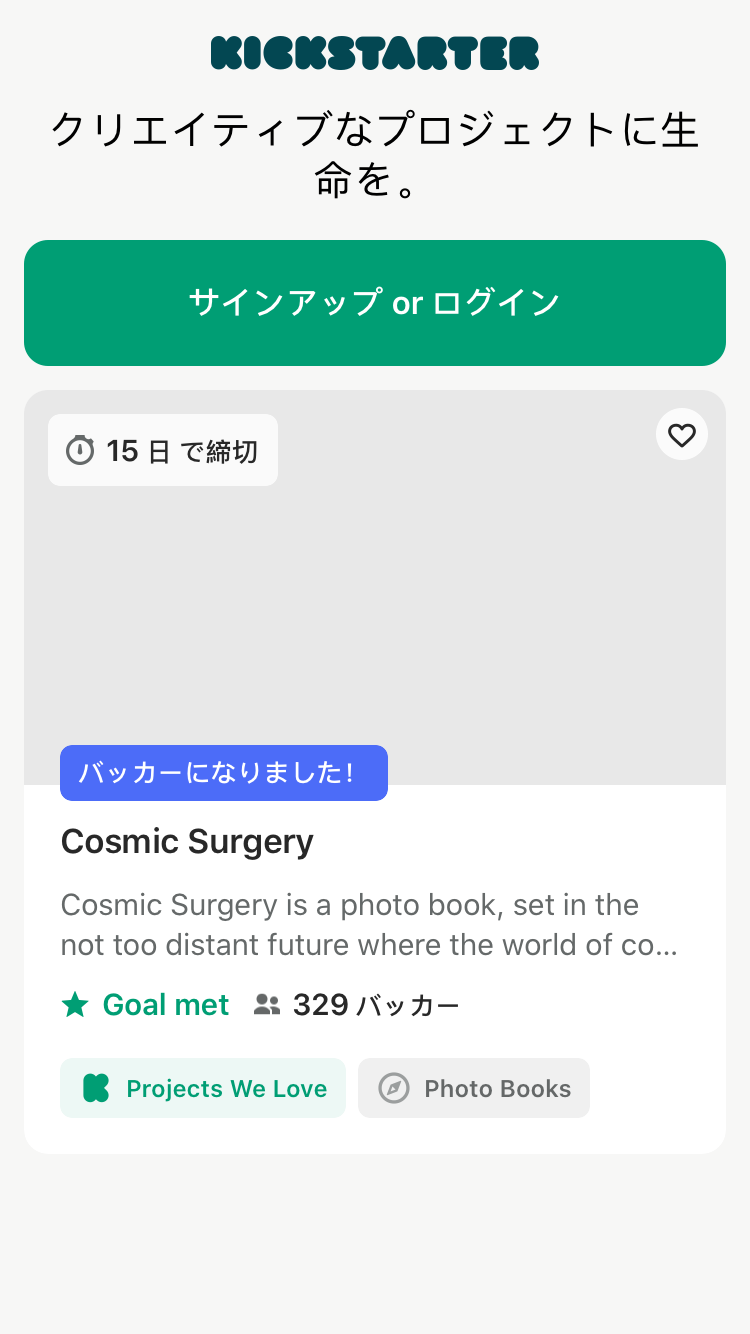 KICKSTARTER
クリエイティブなプロジェクトに生
命を。
サインアップ or ログイン
15 日 で締切
バッカーになりました！
Cosmic Surgery
Cosmic Surgery is a photo book, set in the
not too distant future where the world of co...
Goal met 329 バッカー
Projects We Love Photo Books